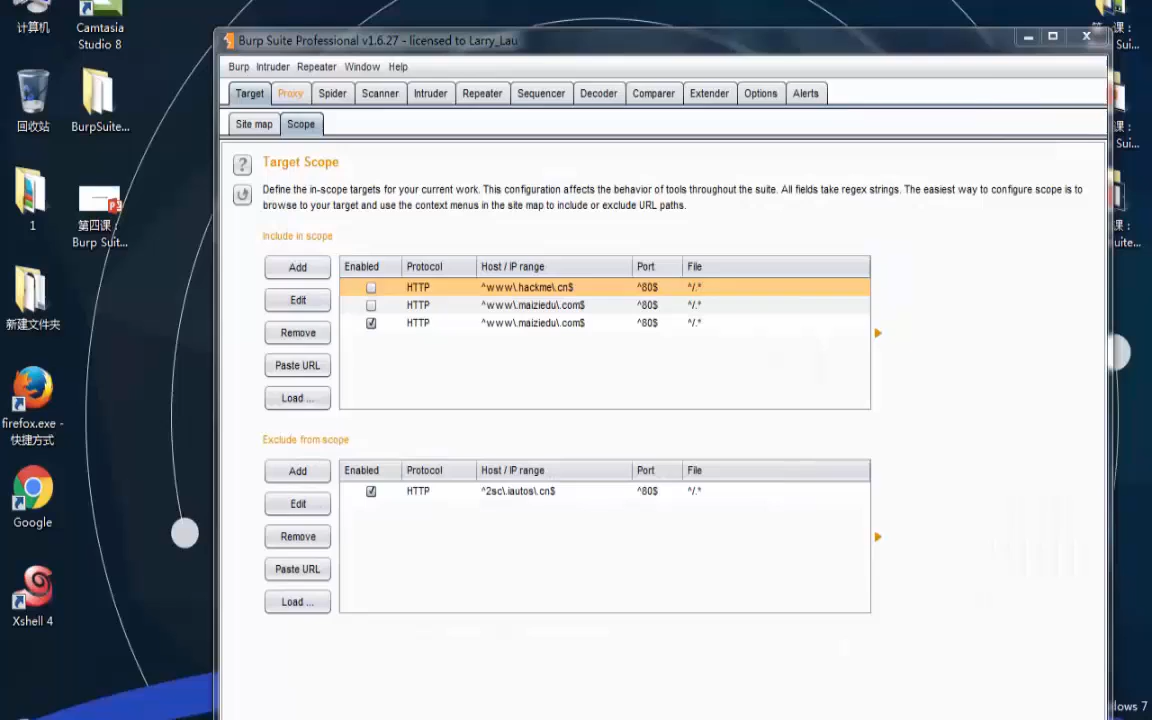 计算机
Camtasia
Studio 8
回收站
BurpSuite...
1
第四课：
Burp Suit...
新建文件夹
firefox.exe -
快捷方式
Google
Xshell 4
Burp Suite Professional v1.6.27 - licensed to Larry_Lau
Burp Intruder Repeater Window Help
Target Proxy Spider Scanner Intruder Repeater Sequencer Decoder Comparer Extender Options Alerts
Site map Scope
? Target Scope
Define the in-scope targets for your current work. This configuration affects the behavior of tools throughout the suite. All fields take regex strings. The easiest way to configure scope is to
browse to your target and use the context menus in the site map to include or exclude URL paths.
Include in scope
Add
Edit
Remove
Paste URL
Load ...
Enabled Protocol Host / IP range Port File
HTTP ^www\.hackme\.cn$ ^80$ ^/.*
HTTP ^www\.maiziedu\.com$ ^80$ ^/.*
HTTP ^www\.maiziedu\.com$ ^80$ ^/.*
Exclude from scope
Add
Edit
Remove
Paste URL
Load ...
Enabled Protocol Host / IP range Port File
HTTP ^2sc\.iautos\.cn$ ^80$ ^/.*
课：
Sui...
课：
Sui...
课：
uite...
lows 7